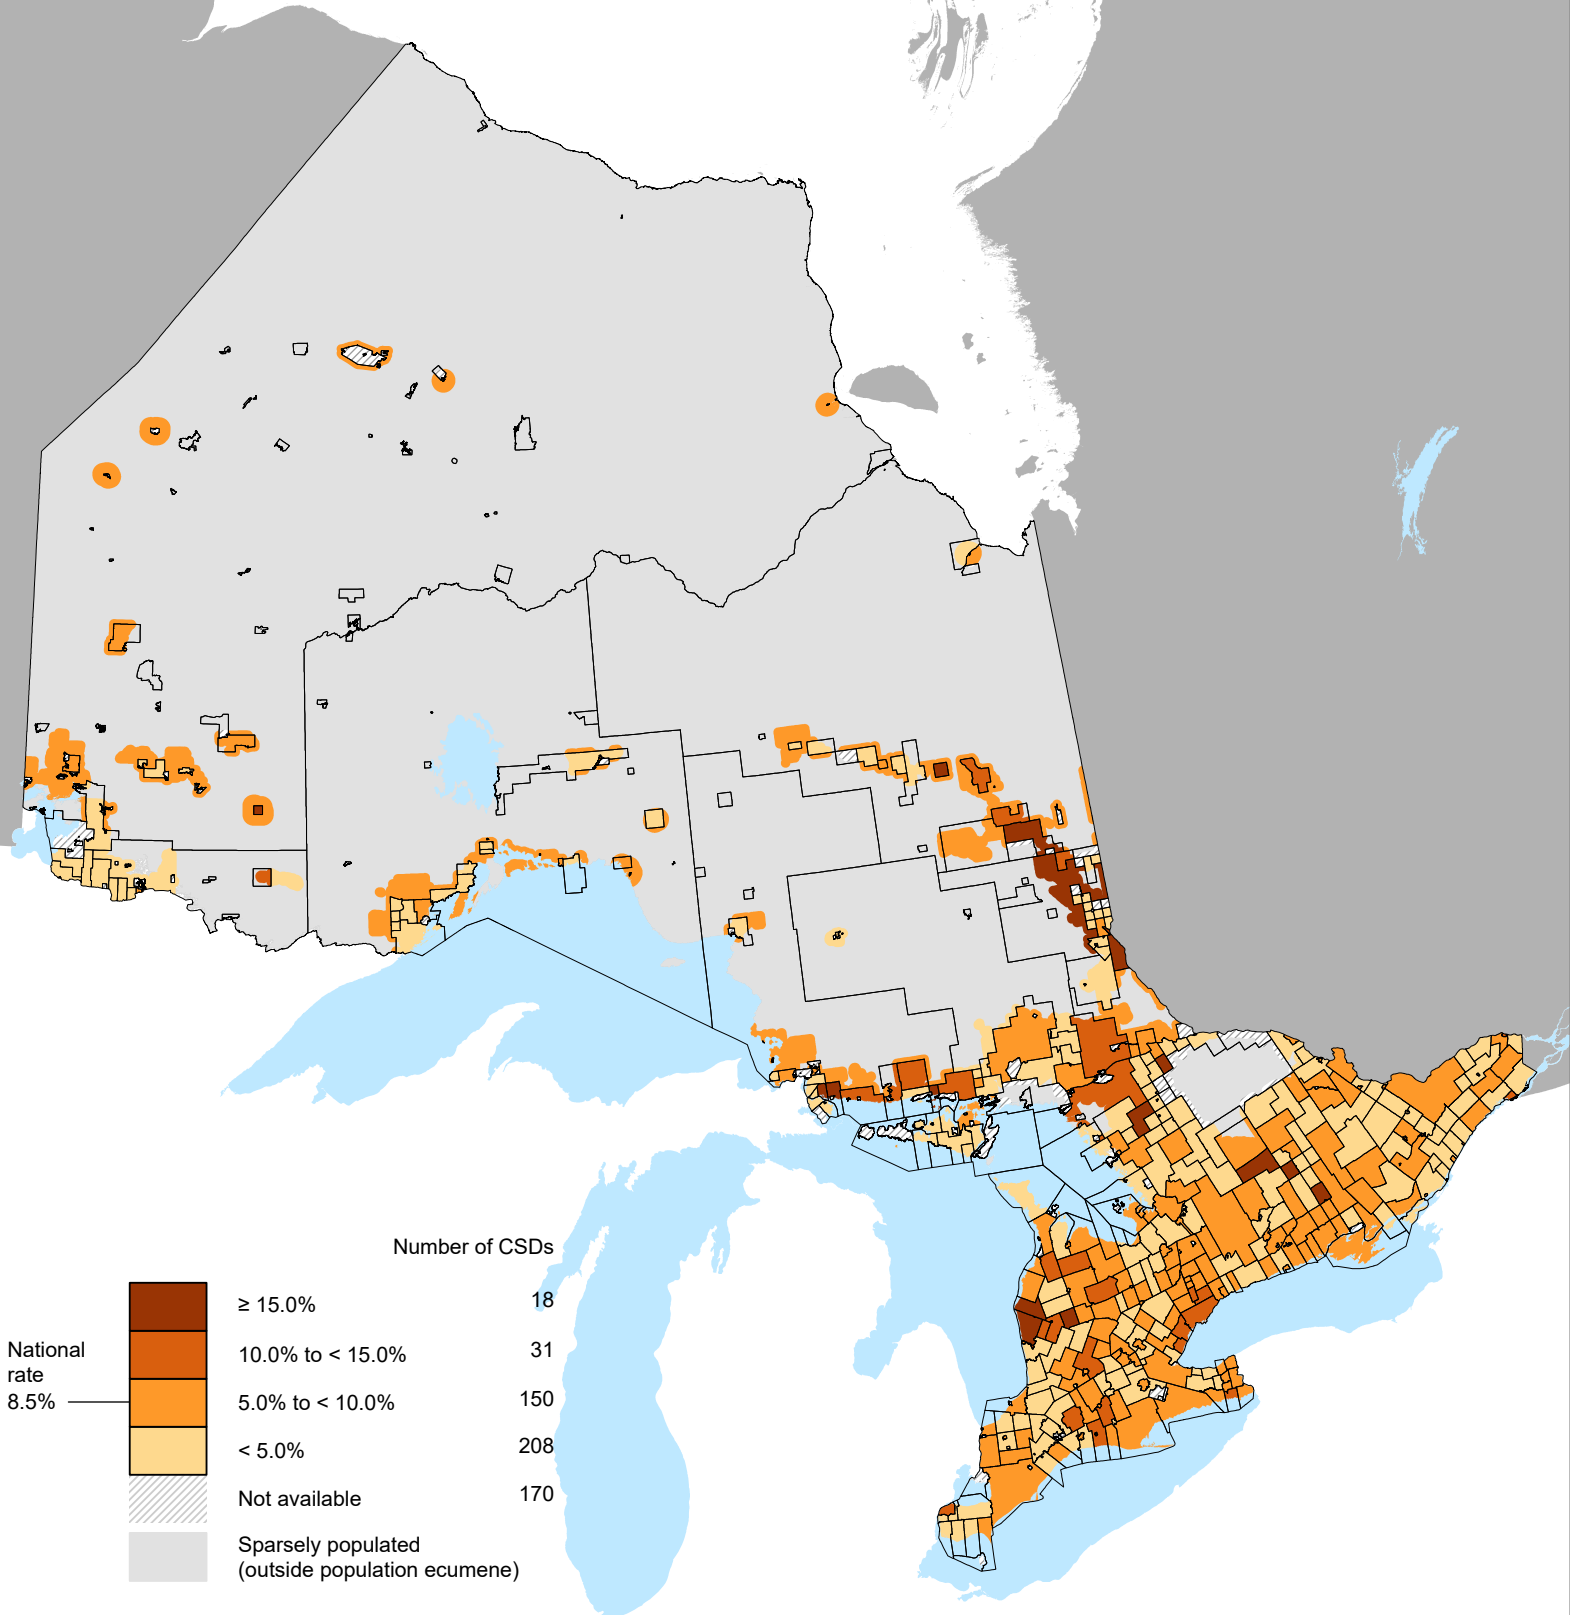 Number of CSDs
≥ 15.0% 18
10.0% to < 15.0% 31
National
rate
8.5%
5.0% to < 10.0% 150
< 5.0% 208
Not available 170
Sparsely populated
(outside population ecumene)